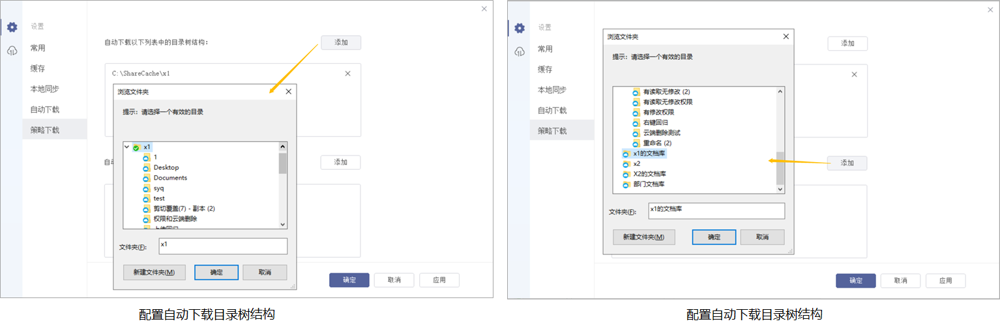 设置
常用
缓存
本地同步
自动下载
策略下载
自动下载以下列表中的目录树结构：
添加
C:\ShareCache\x1
浏览文件夹
提示：请选择一个有效的目录
x1
1
Desktop
Documents
syq
test
剪切覆盖(7) - 副本 (2)
权限和云端删除
上传回归
文件夹(F):
x1
新建文件夹(M)
确定
取消
自动
添加
确定
取消
应用
配置自动下载目录树结构
设置
常用
缓存
本地同步
自动下载
策略下载
添加
浏览文件夹
提示：请选择一个有效的目录
有读取无修改 (2)
有读取无修改权限
有修改权限
右键回归
云端删除测试
重命名 (2)
x1的文档库
x2
X2的文档库
部门文档库
文件夹(F):
x1的文档库
新建文件夹(M)
确定
取消
添加
确定
取消
应用
配置自动下载目录树结构